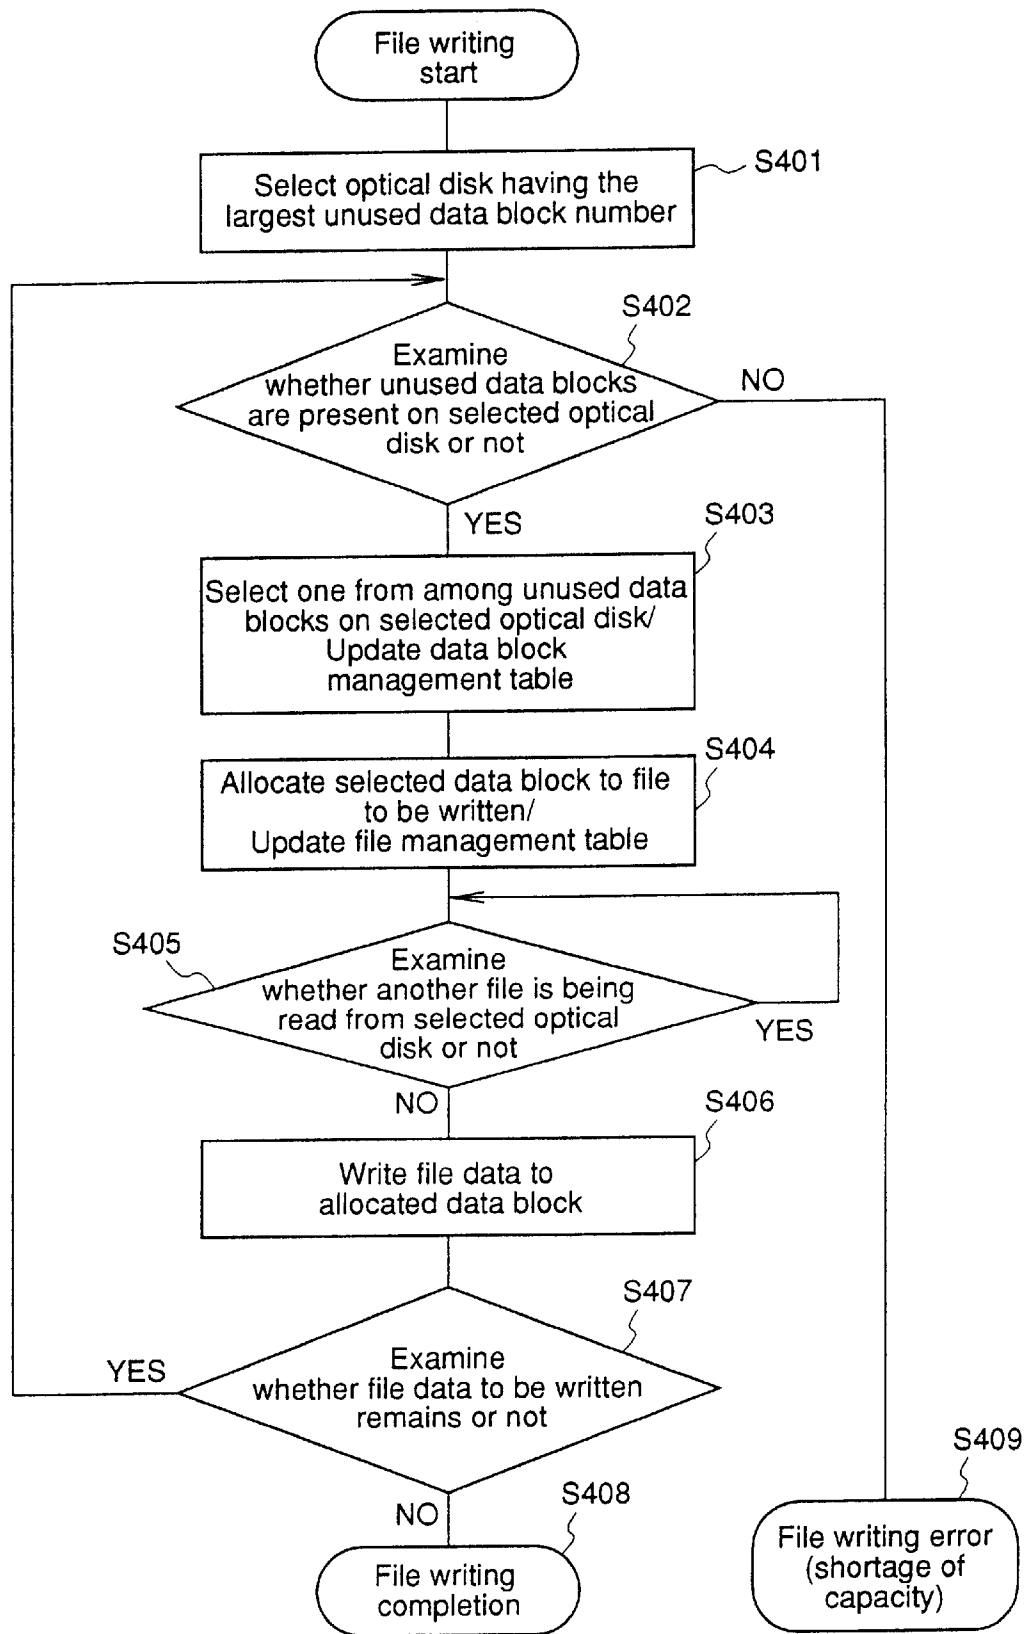 File writing
start
S401
Select optical disk having the
largest unused data block number
S402
Examine
whether unused data blocks
are present on selected optical
disk or not
NO
YES
S403
Select one from among unused data
blocks on selected optical disk/
Update data block
management table
S404
Allocate selected data block to file
to be written/
Update file management table
S405
Examine
whether another file is being
read from selected optical
disk or not
YES
NO
S406
Write file data to
allocated data block
S407
YES
Examine
whether file data to be written
remains or not
NO
S408
File writing
completion
S409
File writing error
(shortage of
capacity)